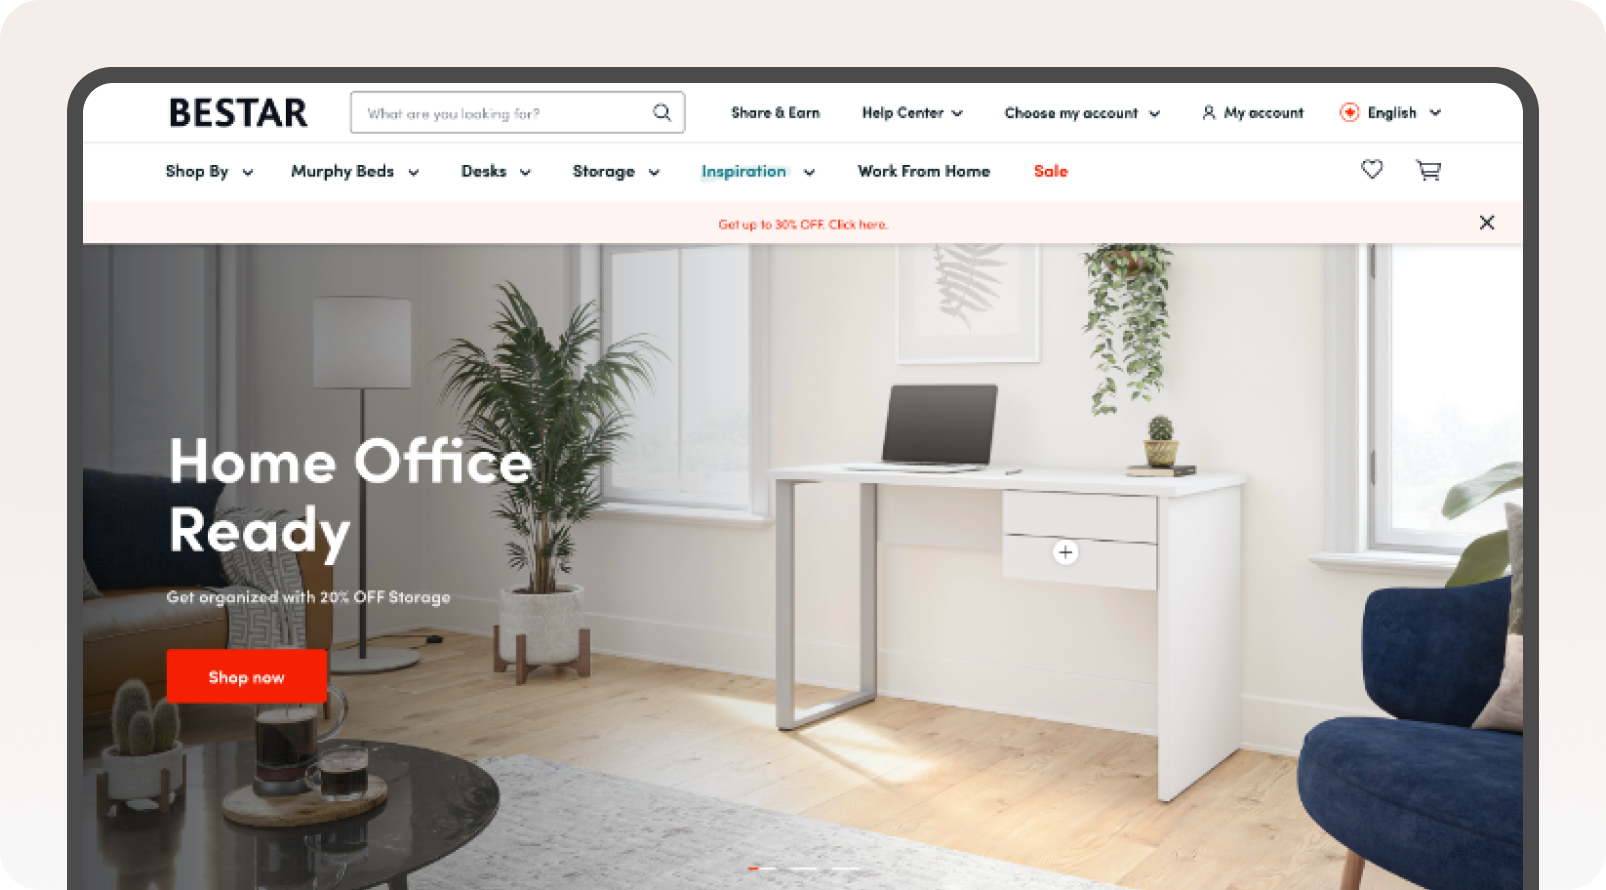 BESTAR
What are you looking for?
Share & Earn
Help Center
Choose my account
My account
English
Shop By
Murphy Beds
Desks
Storage
Inspiration
Work From Home
Sale
Get up to 30% OFF. Click here.
Home Office
Ready
Get organized with 20% OFF Storage
Shop now